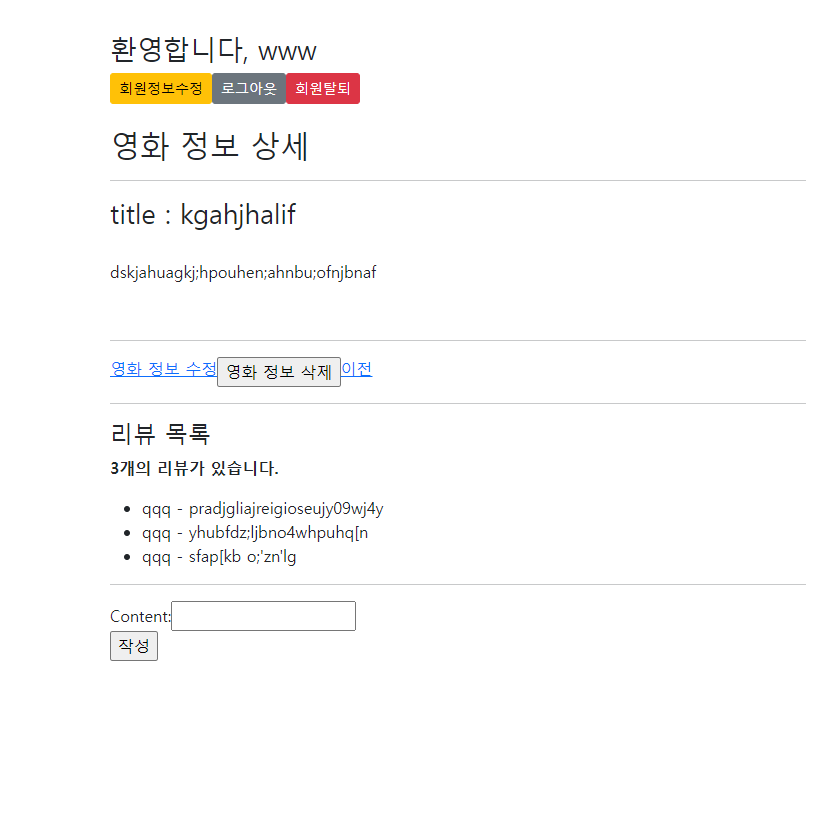 환영합니다, www
회원정보수정 로그아웃 회원탈퇴
영화 정보 상세
title : kgahjhalif
dskjahuagkj;hpouhen;ahnbu;ofnjbnaf
영화 정보 수정 영화 정보 삭제 이전
리뷰 목록
3개의 리뷰가 있습니다.
qqq - pradjgliajreigioseujy09wj4y
qqq - yhubfdz;ljbno4whpuhq[n
qqq - sfap[kb o;'zn'lg
Content:
작성